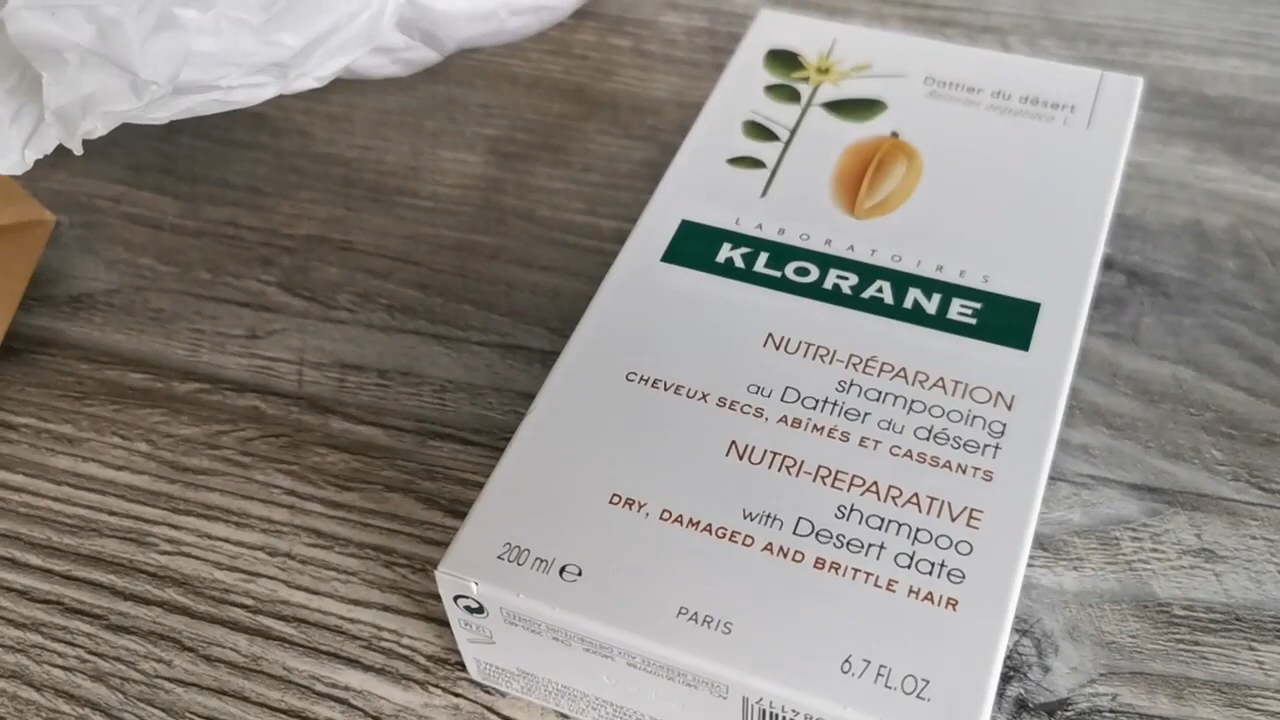 Dattier du désert
LABORATOIRES
KLORANE
NUTRI-RÉPARATION
shampooing
au Dattier du désert
CHEVEUX SECS, ABÎMÉS ET CASSANTS
NUTRI-REPARATIVE
shampoo
with Desert date
DRY, DAMAGED AND BRITTLE HAIR
200 ml e
PARIS
6.7 FL.OZ.
12 M